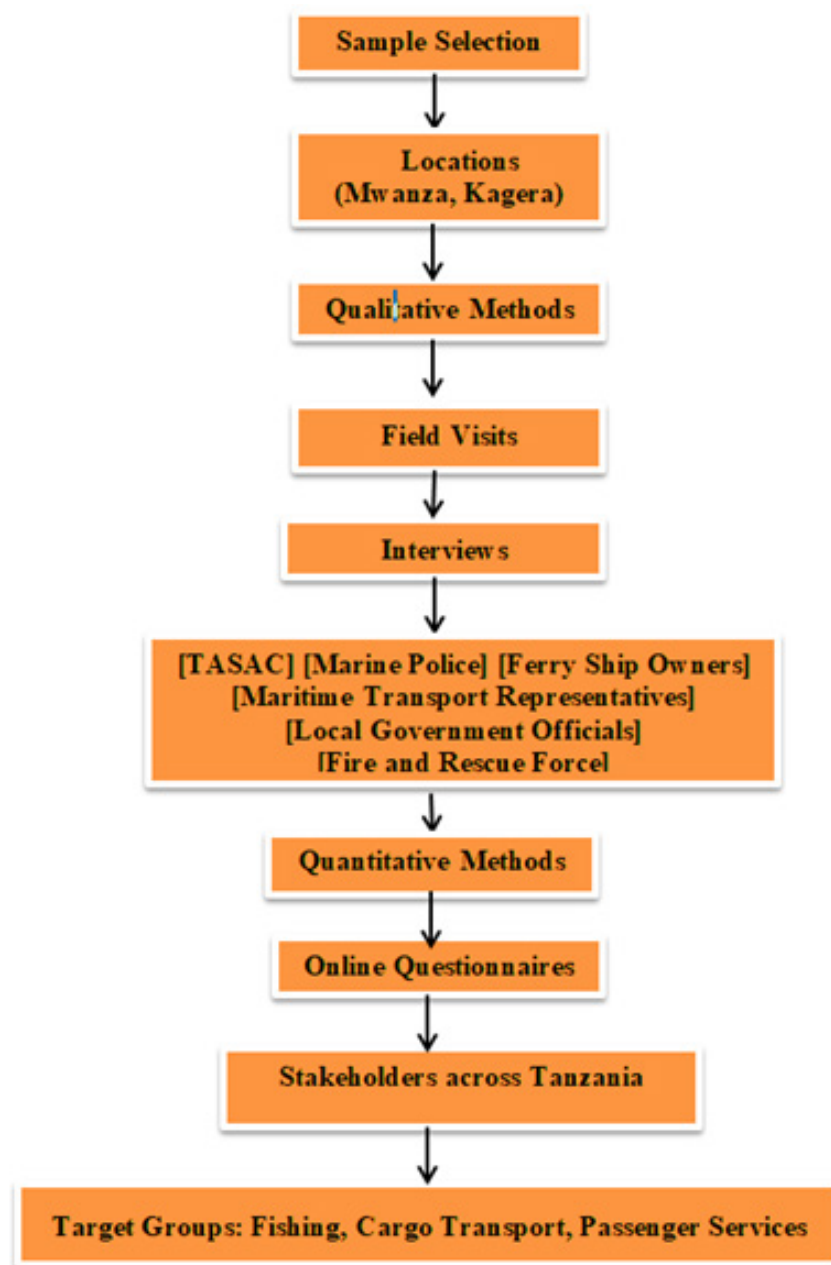 Sample Selection
Locations
(Mwanza, Kagera)
Qualitative Methods
Field Visits
Interviews
[TASAC] [Marine Police] [Ferry Ship Owners]
[Maritime Transport Representatives]
[Local Government Officials]
[Fire and Rescue Force]
Quantitative Methods
Online Questionnaires
Stakeholders across Tanzania
Target Groups: Fishing, Cargo Transport, Passenger Services